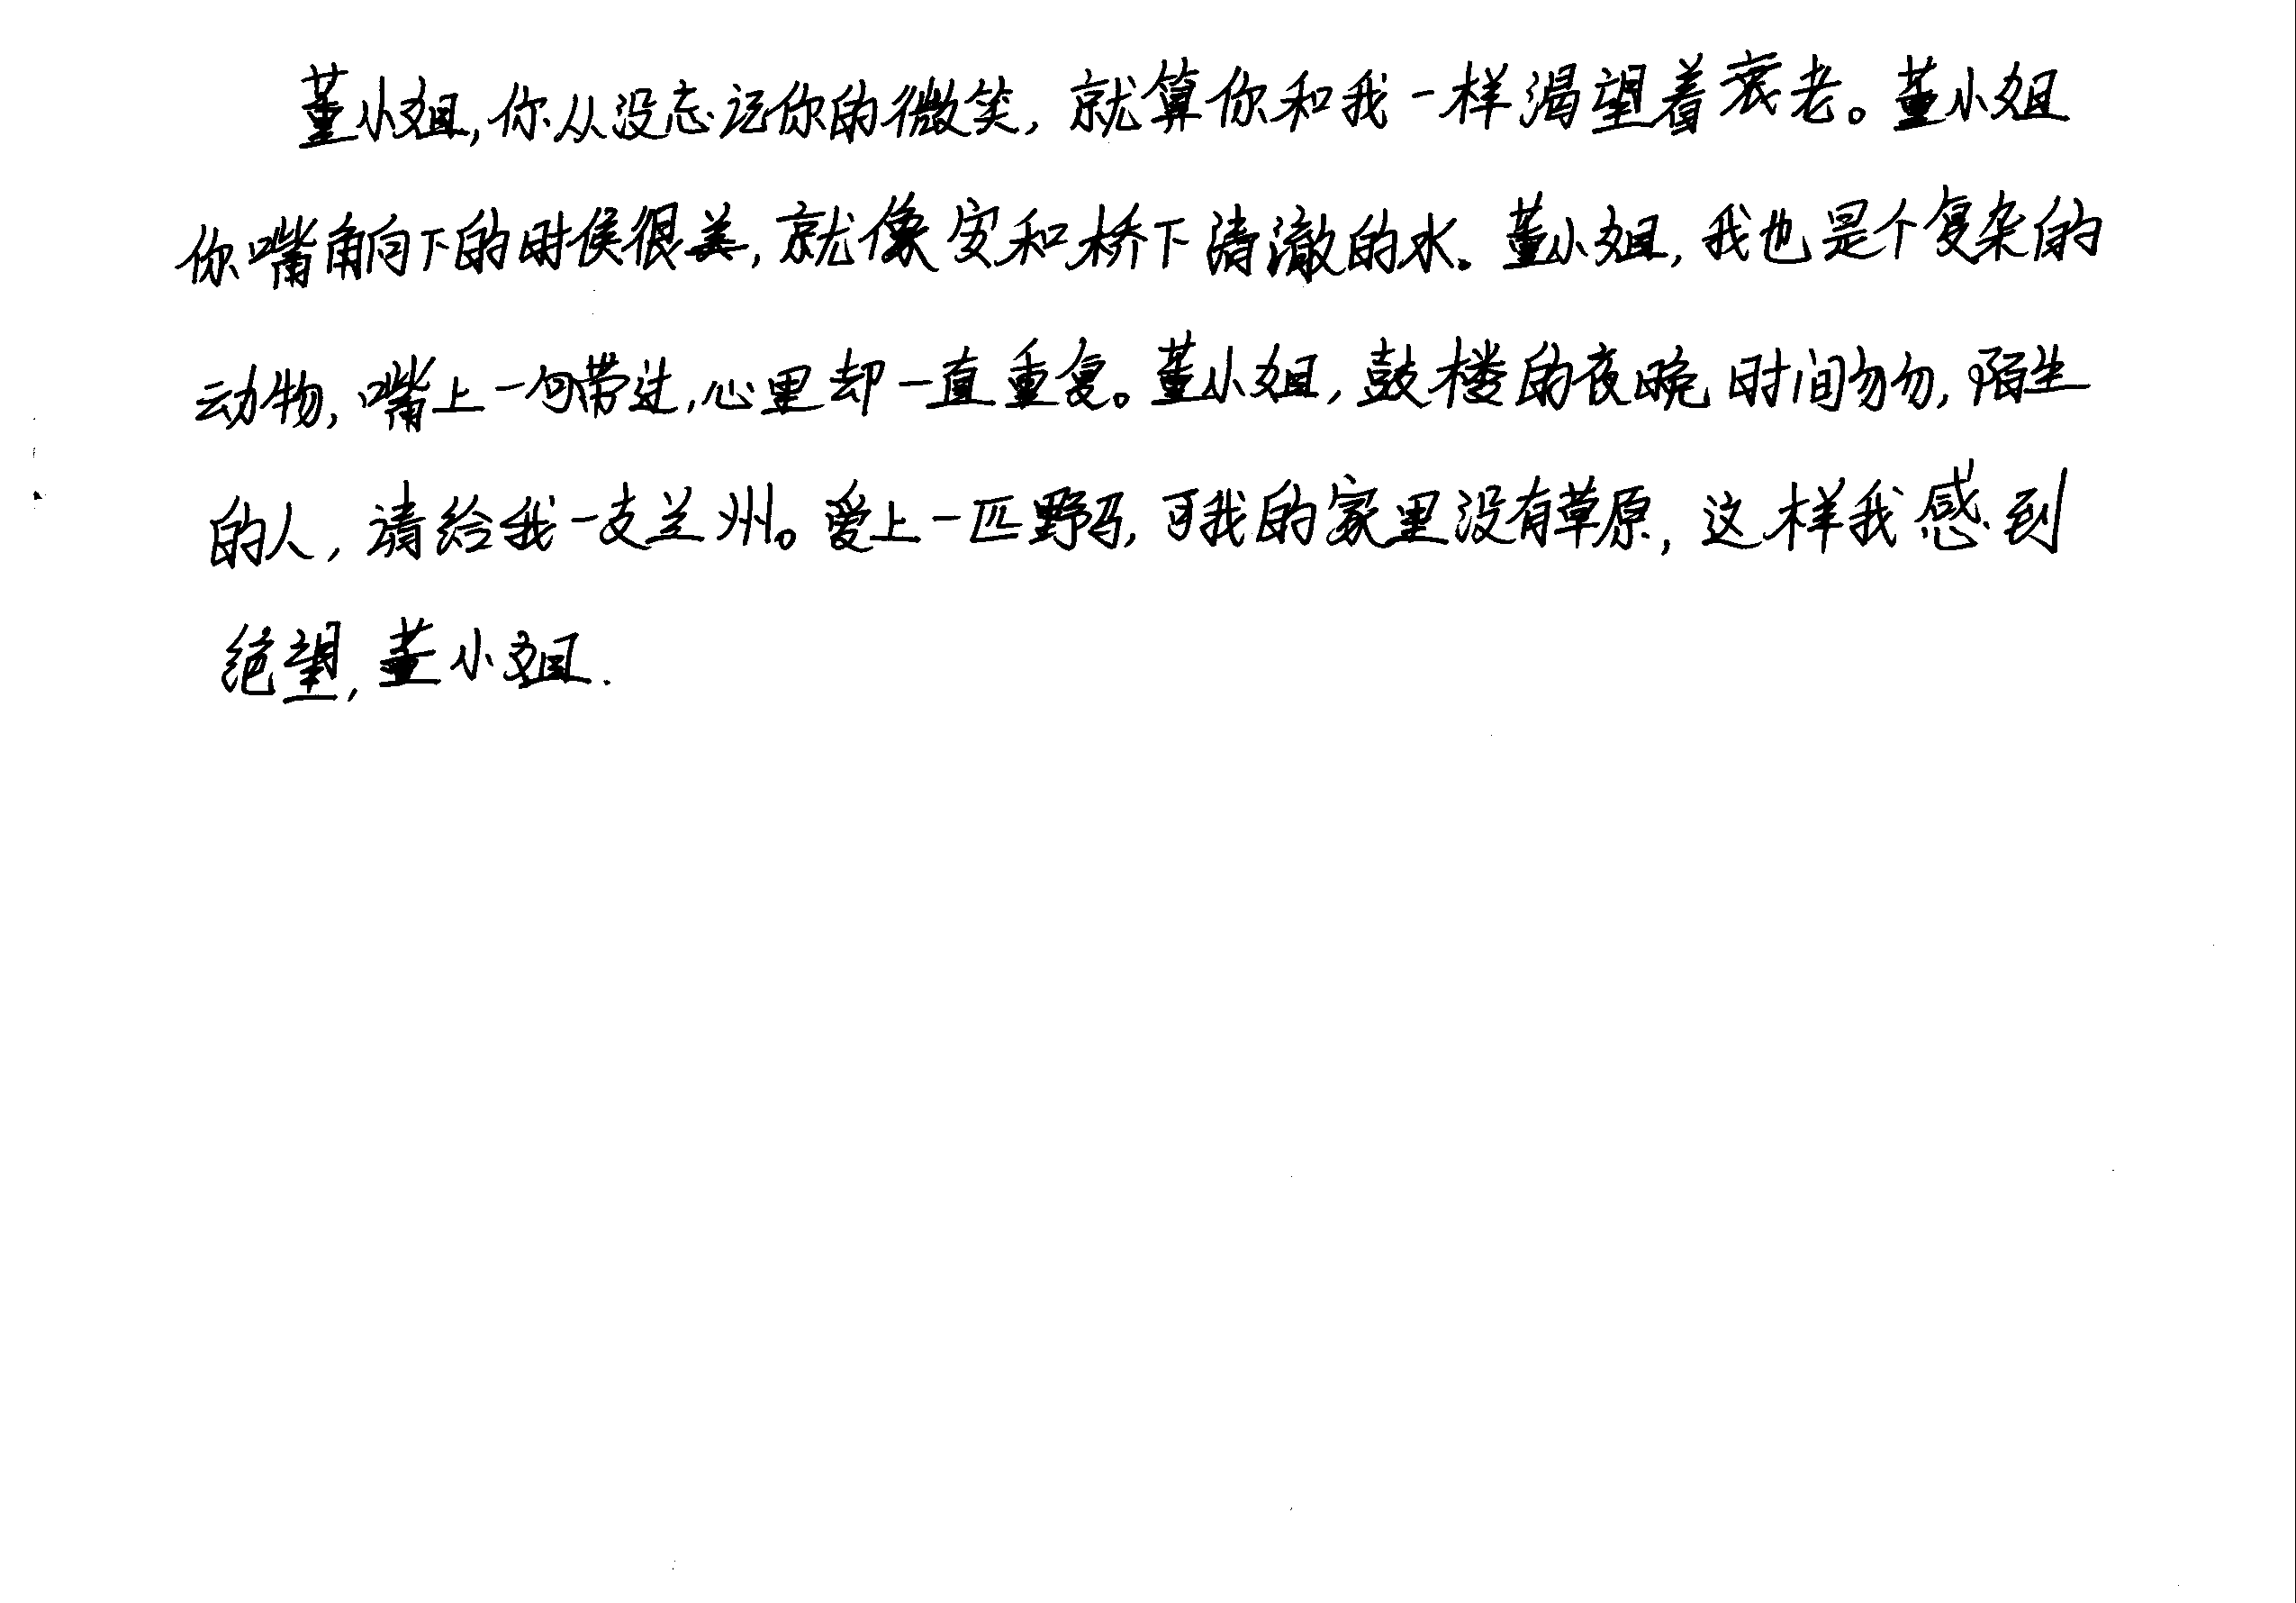 董小姐,你从没忘记你的微笑,就算你和我一样渴望着衰老。董小姐
你嘴角向下的时候很美,就像安和桥下清澈的水。董小姐,我也是个复杂的
动物,嘴上一句带过,心里却一直重复。董小姐,鼓楼的夜晚时间匆匆,陌生
的人,请给我一支兰州。爱上一匹野马,可我的家里没有草原,这样我感到
绝望,董小姐.